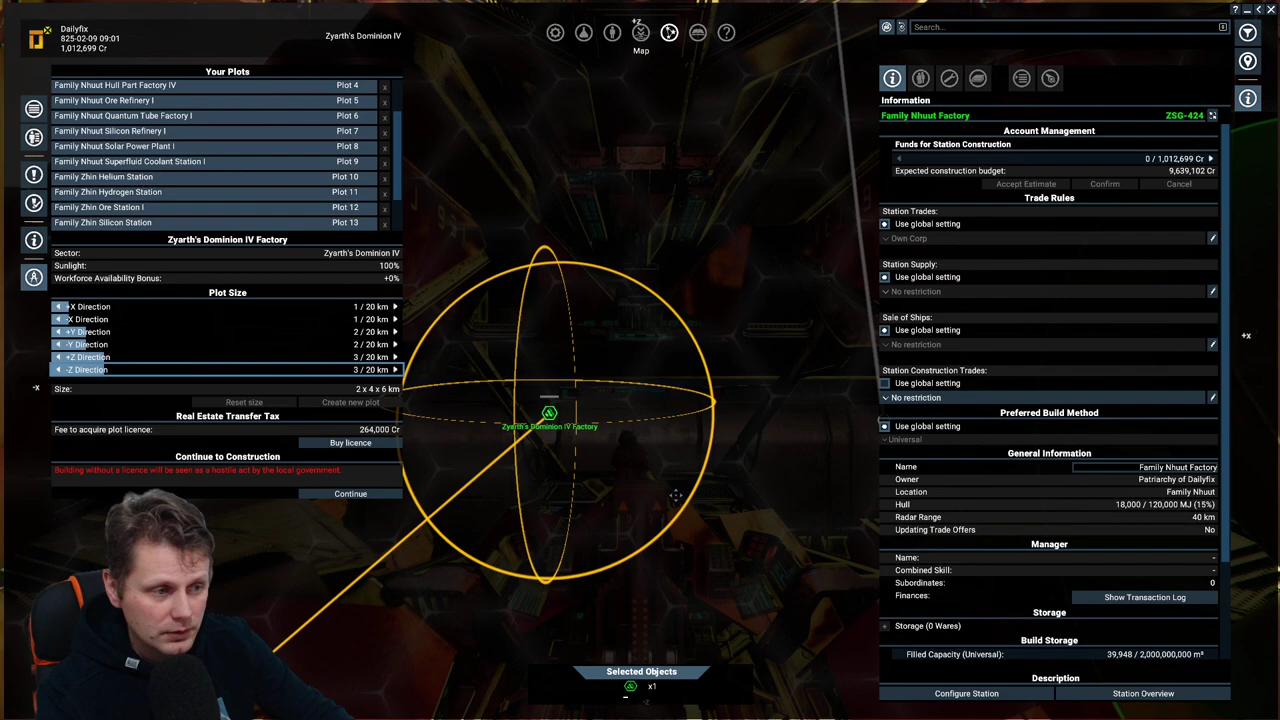 Dailyfix
825-02-09 09:01
1,012,699 Cr
Zyarth's Dominion IV
+Z
Map
Search...
Your Plots
Family Nhuut Hull Part Factory IV Plot 4 x
Family Nhuut Ore Refinery I Plot 5 x
Family Nhuut Quantum Tube Factory I Plot 6 x
Family Nhuut Silicon Refinery I Plot 7 x
Family Nhuut Solar Power Plant I Plot 8 x
Family Nhuut Superfluid Coolant Station I Plot 9 x
Family Zhin Helium Station Plot 10 x
Family Zhin Hydrogen Station Plot 11 x
Family Zhin Ore Station I Plot 12 x
Family Zhin Silicon Station Plot 13 x
Zyarth's Dominion IV Factory
Sector: Zyarth's Dominion IV
Sunlight: 100%
Workforce Availability Bonus: +0%
Plot Size
+X Direction 1 / 20 km
-X Direction 1 / 20 km
+Y Direction 2 / 20 km
-Y Direction 2 / 20 km
+Z Direction 3 / 20 km
-Z Direction 3 / 20 km
Size: 2 x 4 x 6 km
Reset size Create new plot
Real Estate Transfer Tax
Fee to acquire plot licence: 264,000 Cr
Buy licence
Continue to Construction
Building without a licence will be seen as a hostile act by the local government.
Continue
-X
Zyarth's Dominion IV Factory
+X
Selected Objects
x1
-Z
Information
Family Nhuut Factory ZSG-424
Account Management
Funds for Station Construction
0 / 1,012,699 Cr
Expected construction budget: 9,639,102 Cr
Accept Estimate Confirm Cancel
Trade Rules
Station Trades:
Use global setting
Own Corp
Station Supply:
Use global setting
No restriction
Sale of Ships:
Use global setting
No restriction
Station Construction Trades:
Use global setting
No restriction
Preferred Build Method
Use global setting
Universal
General Information
Name Family Nhuut Factory
Owner Patriarchy of Dailyfix
Location Family Nhuut
Hull 18,000 / 120,000 MJ (15%)
Radar Range 40 km
Updating Trade Offers No
Manager
Name: -
Combined Skill: -
Subordinates: 0
Finances: Show Transaction Log
Storage
+ Storage (0 Wares)
Build Storage
Filled Capacity (Universal): 39,948 / 2,000,000,000 m³
Description
Configure Station Station Overview